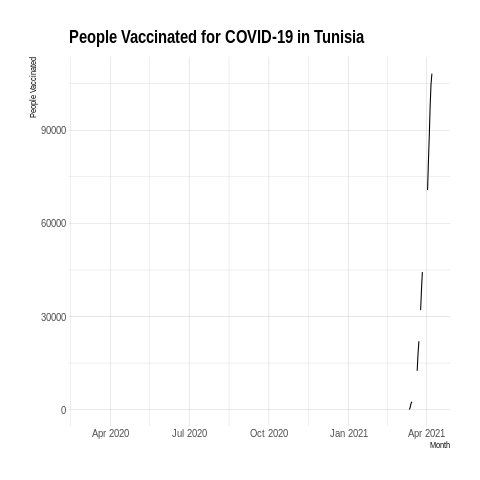 People Vaccinated for COVID-19 in Tunisia
People Vaccinated
90000
60000
30000
0
Apr 2020 Jul 2020 Oct 2020 Jan 2021 Apr 2021
Month